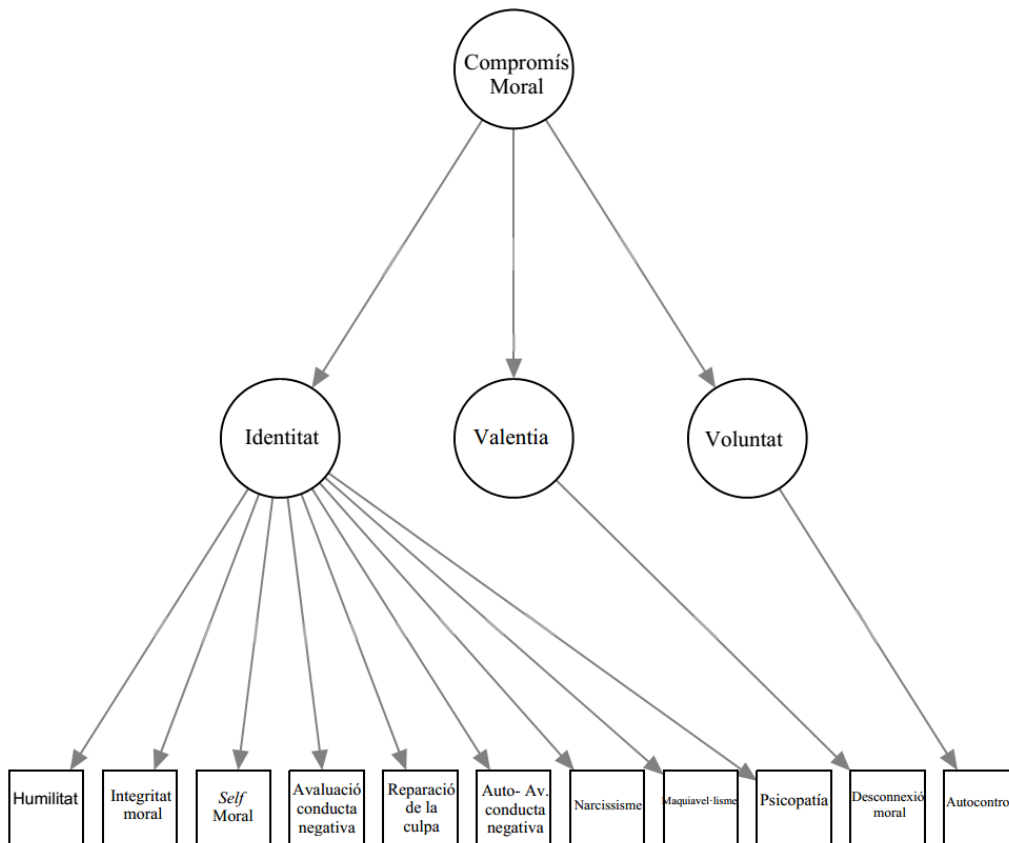 Compromís
Moral
Identitat
Valentia
Voluntat
Humilitat
Integritat
moral
Self
Moral
Avaluació
conducta
negativa
Reparació
de la
culpa
Auto- Av.
conducta
negativa
Narcissisme
Maquiavel·lisme
Psicopatía
Desconnexió
moral
Autocontrol